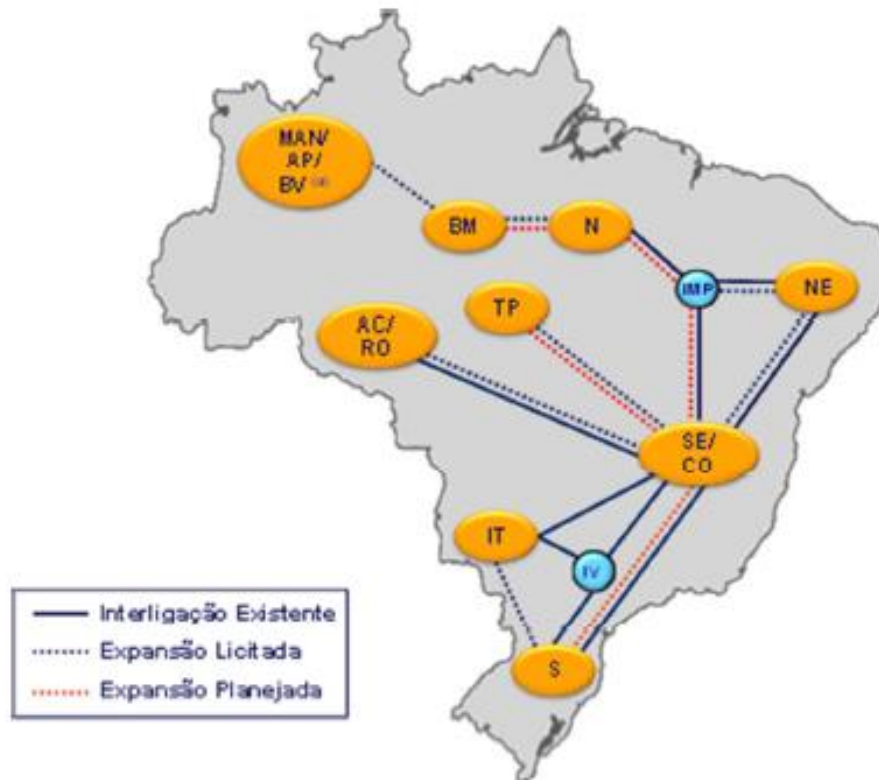 MAN/
AP/
BV
BM
N
IMP
NE
TP
AC/
RO
SE/
CO
IT
IV
S
Interligação Existente
Expansão Licitada
Expansão Planejada